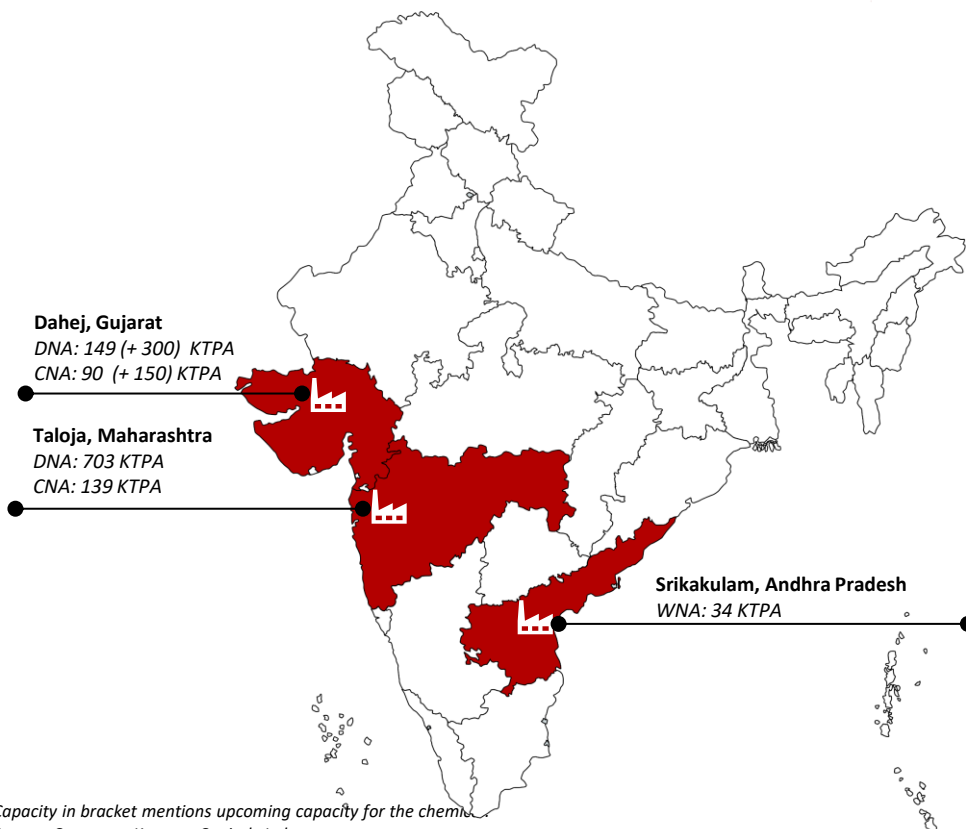 Dahej, Gujarat
DNA: 149 (+ 300) KTPA
CNA: 90 (+ 150) KTPA
Taloja, Maharashtra
DNA: 703 KTPA
CNA: 139 KTPA
Srikakulam, Andhra Pradesh
WNA: 34 KTPA
Capacity in bracket mentions upcoming capacity for the